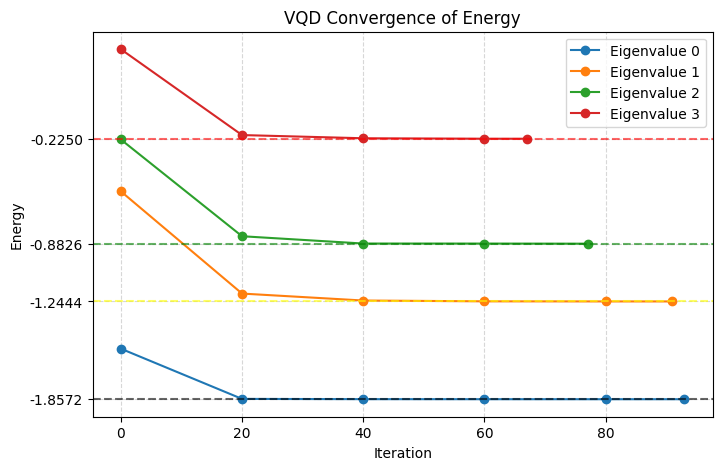 VQD Convergence of Energy
Eigenvalue 0
Eigenvalue 1
Eigenvalue 2
Eigenvalue 3
-0.2250
-0.8826
-1.2444
-1.8572
Energy
0 20 40 60 80
Iteration